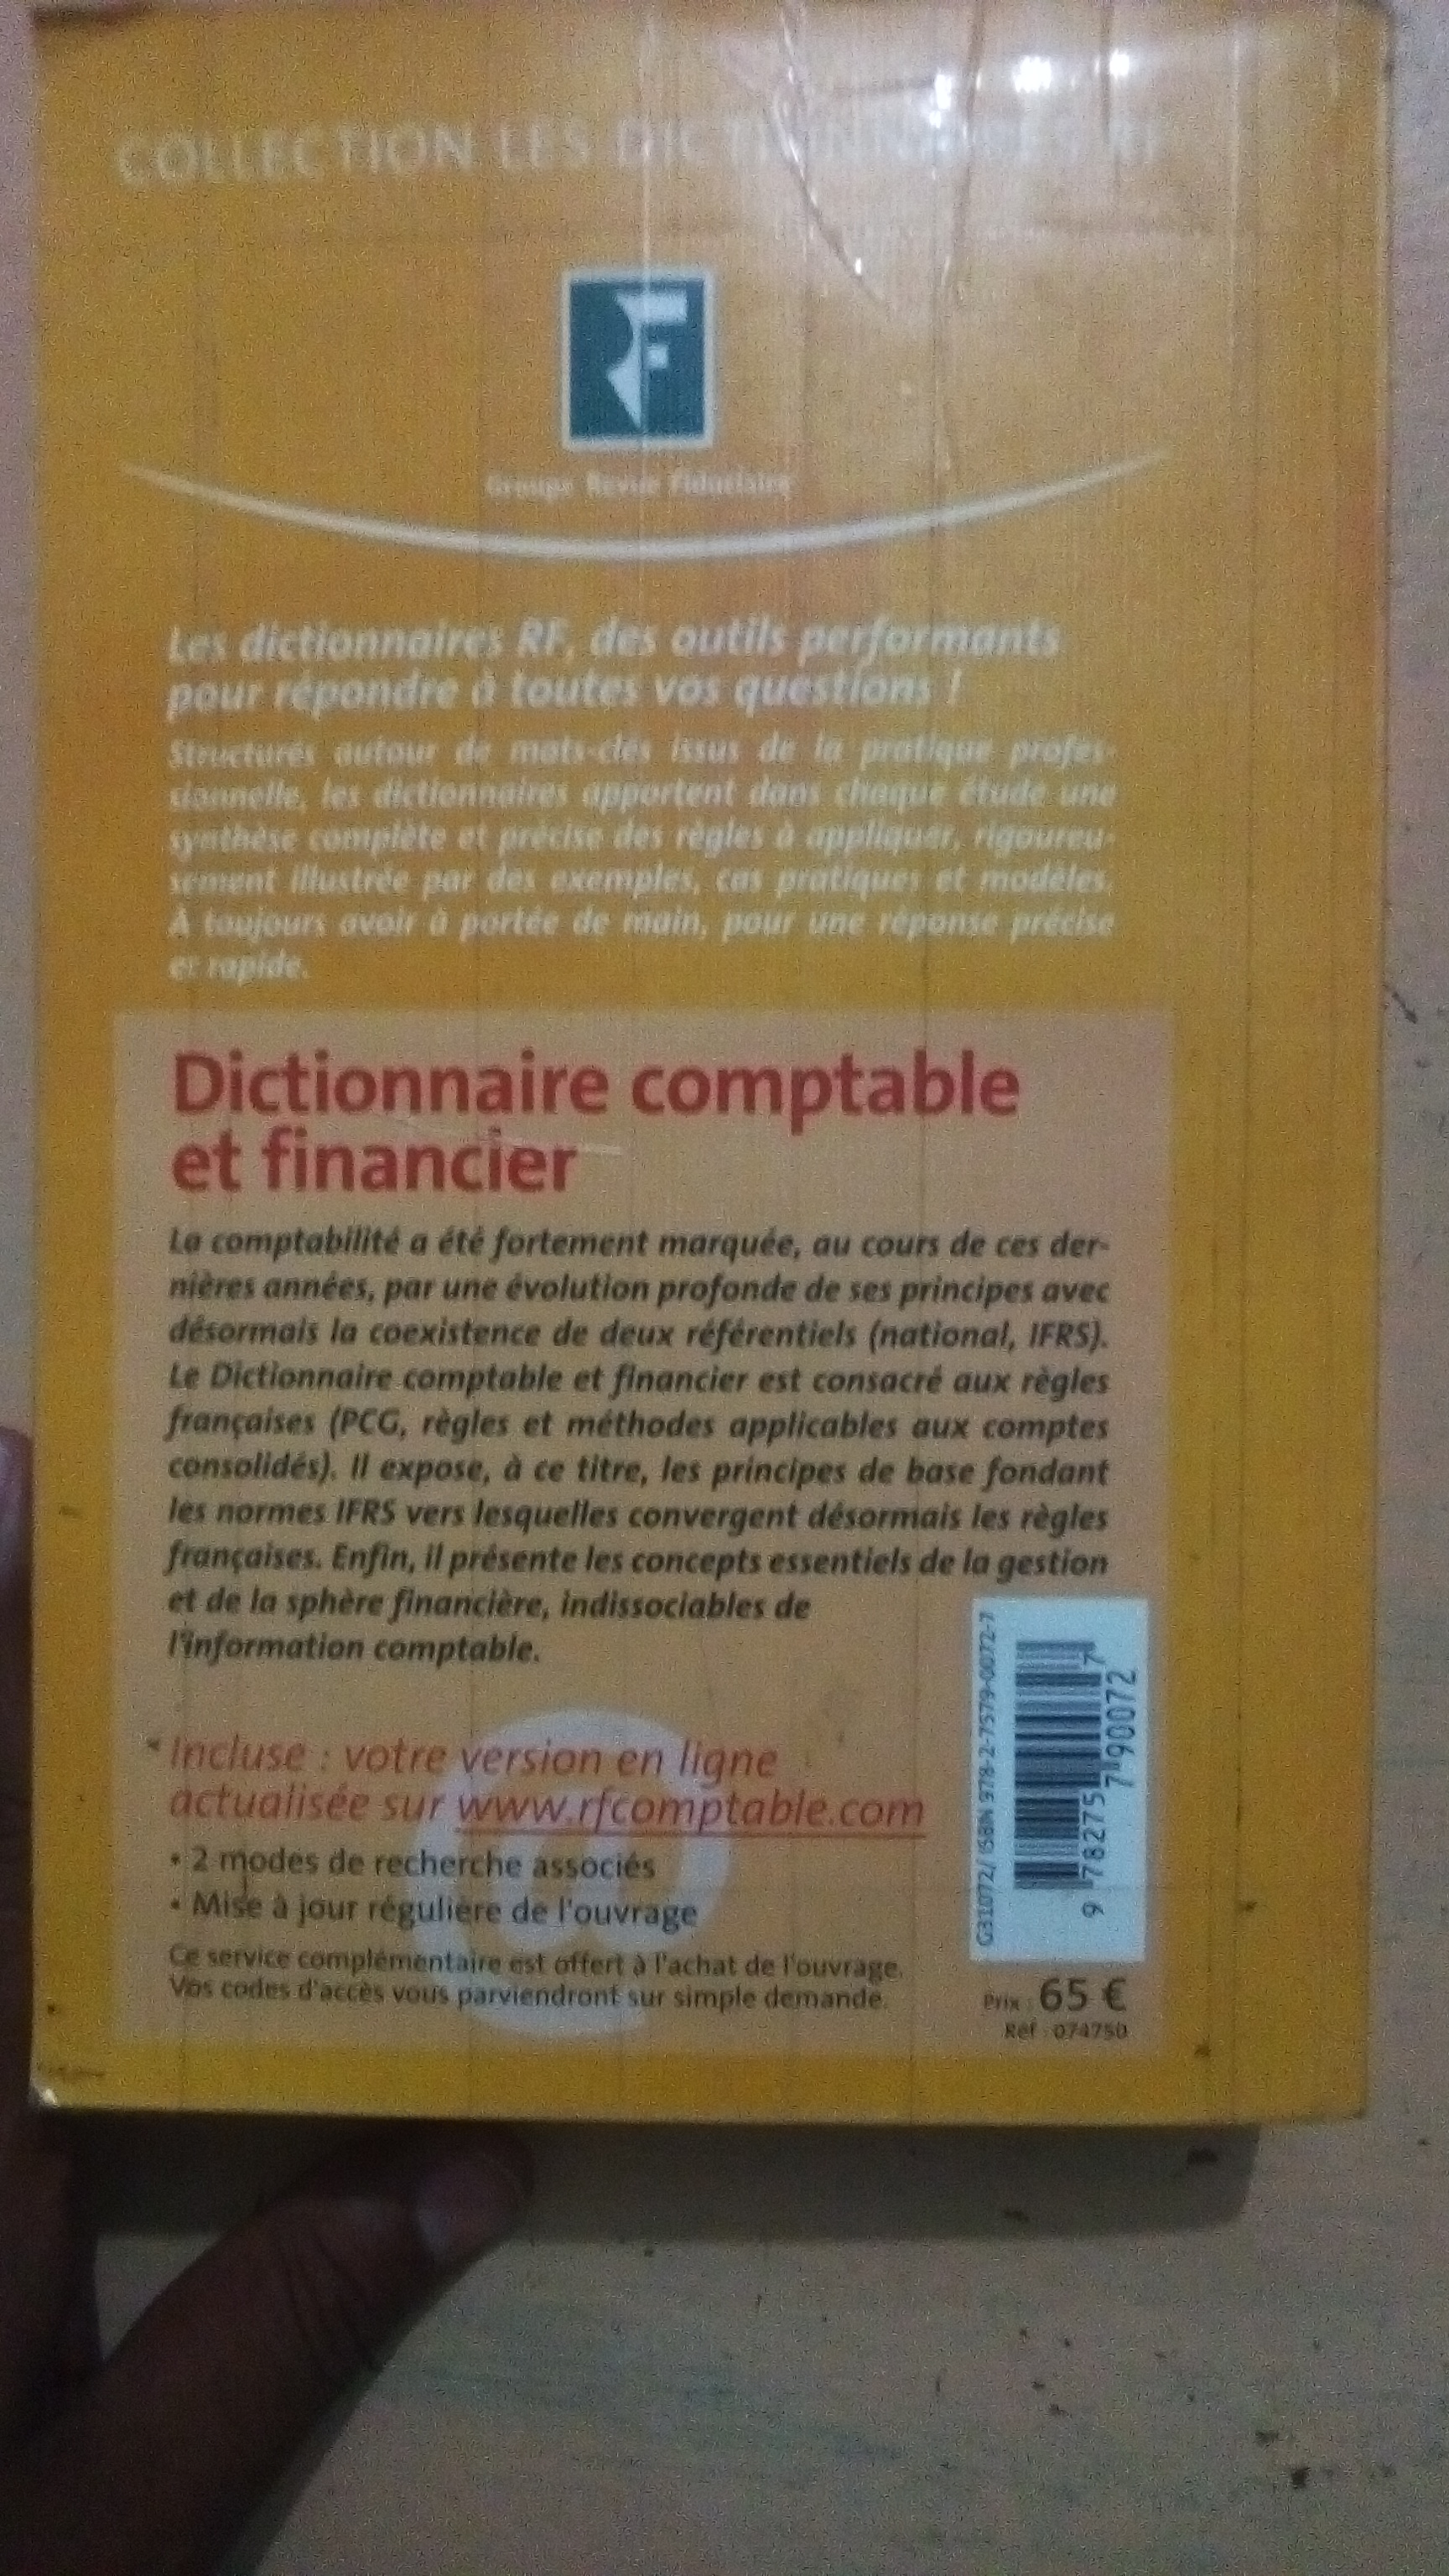 COLLECTION LES DICTIONNAIRES RF
RF
Groupe Revue Fiduciaire
Les dictionnaires RF, des outils performants
pour répondre à toutes vos questions !
Structurés autour de mots-clés issus de la pratique profes-
sionnelle, les dictionnaires apportent dans chaque étude une
synthèse complète et précise des règles à appliquer, rigoureu-
sement illustrée par des exemples, cas pratiques et modèles.
À toujours avoir à portée de main, pour une réponse précise
et rapide.
Dictionnaire comptable
et financier
La comptabilité a été fortement marquée, au cours de ces der-
nières années, par une évolution profonde de ses principes avec
désormais la coexistence de deux référentiels (national, IFRS).
Le Dictionnaire comptable et financier est consacré aux règles
françaises (PCG, règles et méthodes applicables aux comptes
consolidés). Il expose, à ce titre, les principes de base fondant
les normes IFRS vers lesquelles convergent désormais les règles
françaises. Enfin, il présente les concepts essentiels de la gestion
et de la sphère financière, indissociables de
l'information comptable.
Incluse : votre version en ligne
actualisée sur www.rfcomptable.com
• 2 modes de recherche associés
• Mise à jour régulière de l'ouvrage
Ce service complémentaire est offert à l'achat de l'ouvrage.
Vos codes d'accès vous parviendront sur simple demande.
G31072/ ISBN 978-2-7579-0072-7
9 782757 900727
Prix : 65 €
Réf : 074750